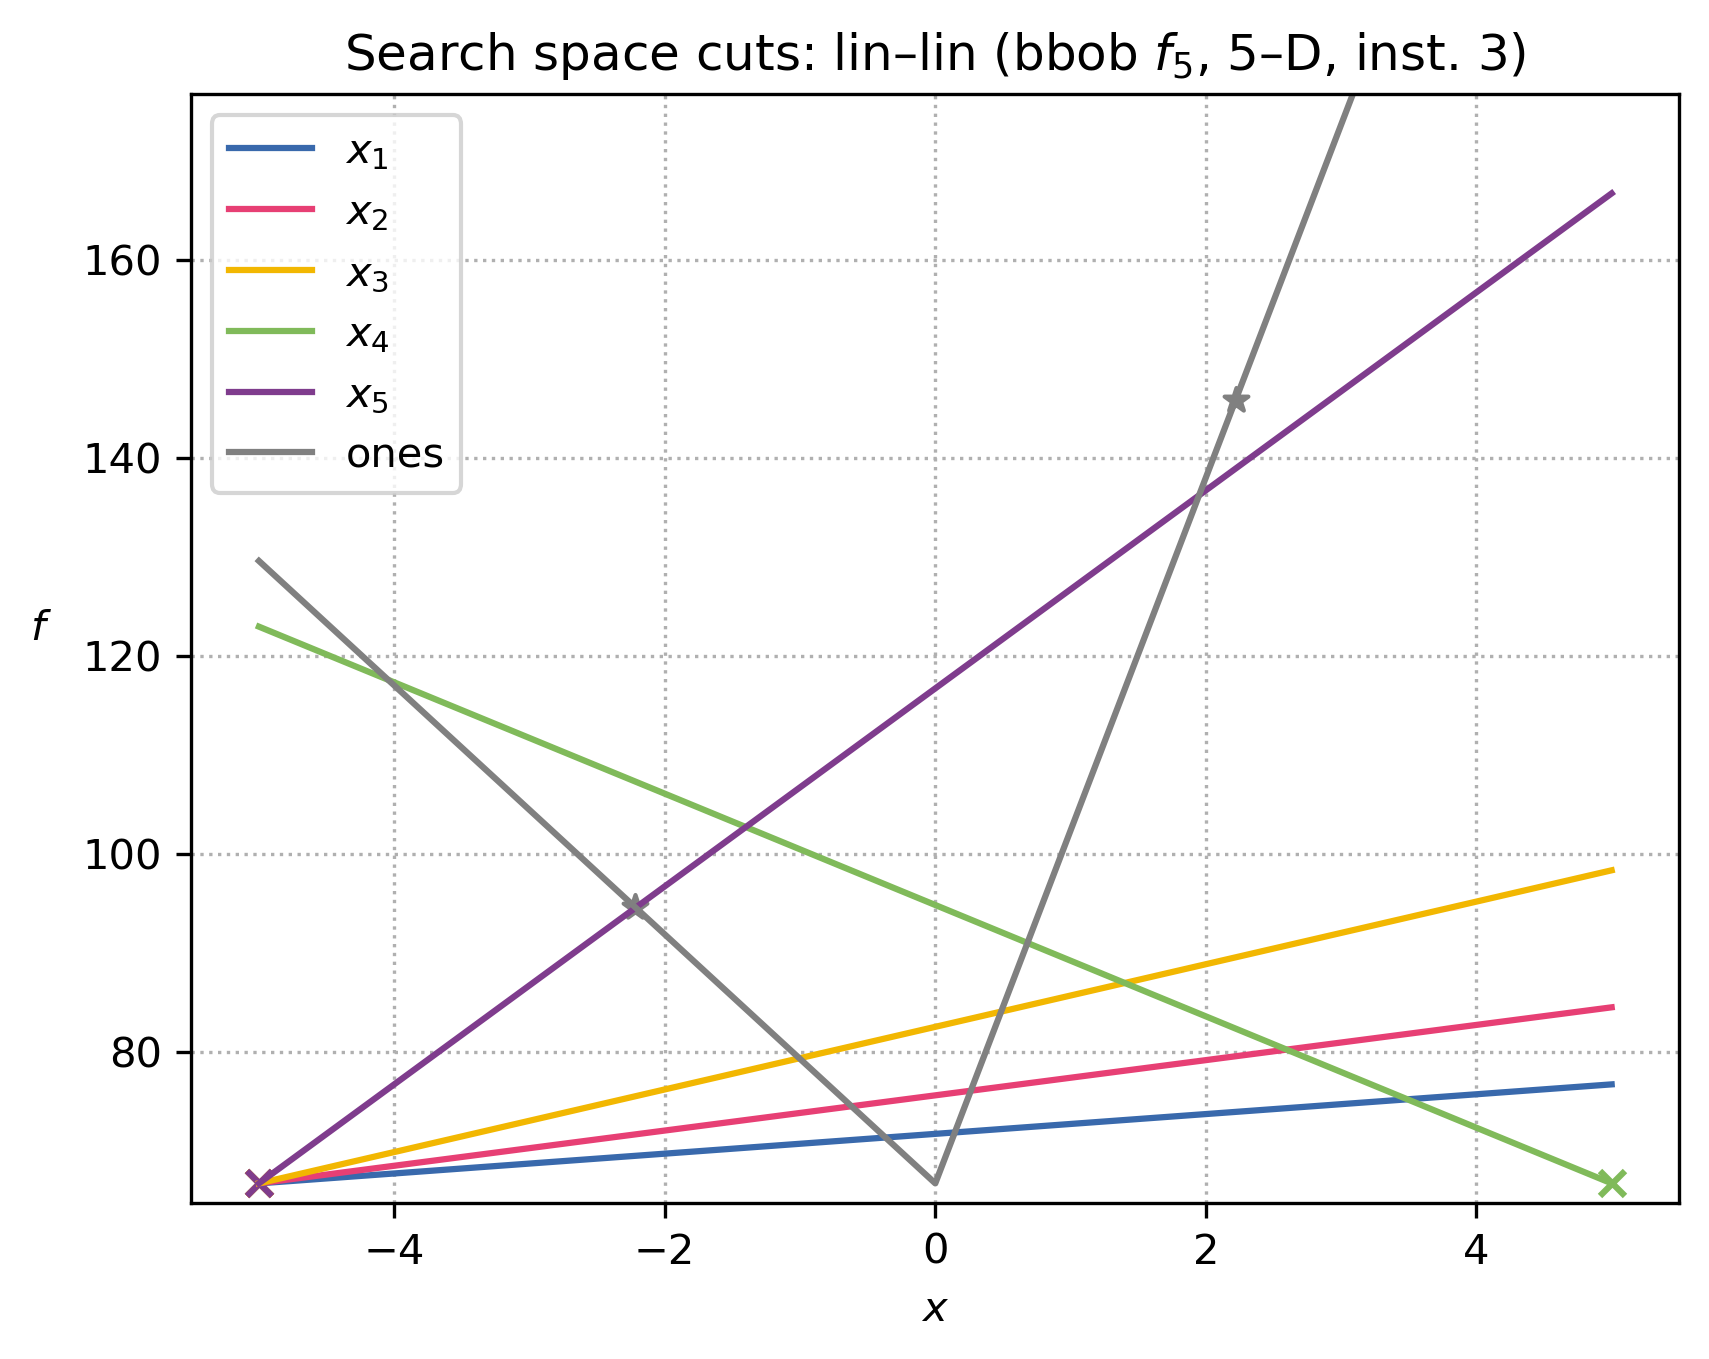 Search space cuts: lin–lin (bbob f₅, 5–D, inst. 3)
x₁
x₂
x₃
x₄
x₅
ones
f
160
140
120
100
80
−4 −2 0 2 4
x